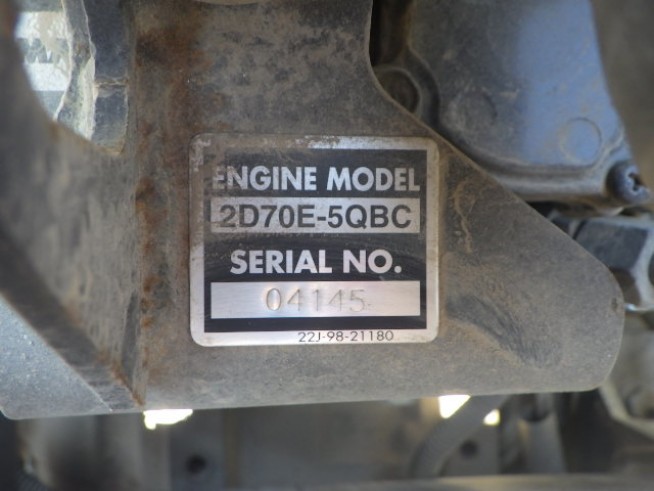 ENGINE MODEL
2D70E-5QBC
SERIAL NO.
04145
22J-98-21180